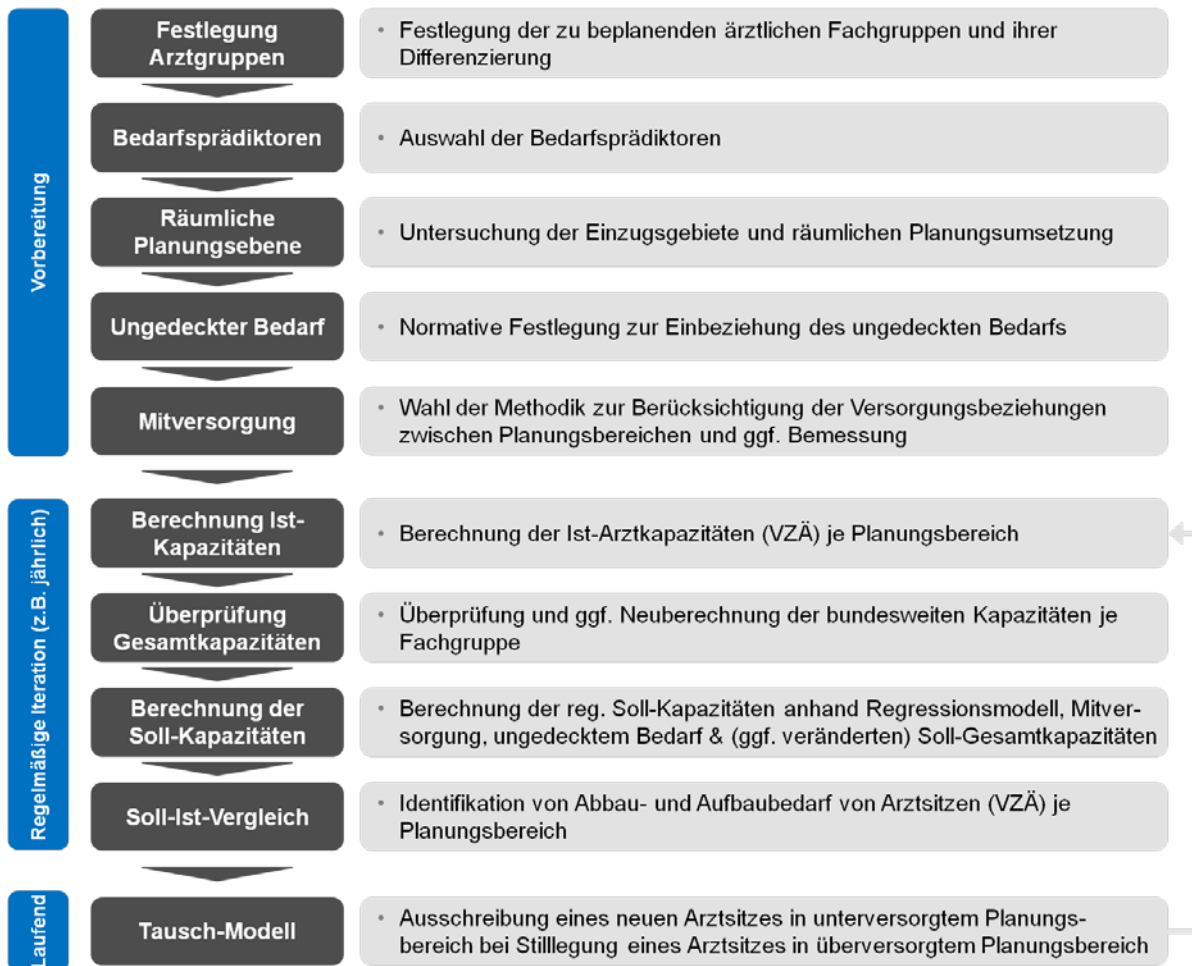 Vorbereitung
Festlegung
Arztgruppen
• Festlegung der zu beplanenden ärztlichen Fachgruppen und ihrer
Differenzierung
Bedarfsprädiktoren
• Auswahl der Bedarfsprädiktoren
Räumliche
Planungsebene
• Untersuchung der Einzugsgebiete und räumlichen Planungsumsetzung
Ungedeckter Bedarf
• Normative Festlegung zur Einbeziehung des ungedeckten Bedarfs
Mitversorgung
• Wahl der Methodik zur Berücksichtigung der Versorgungsbeziehungen
zwischen Planungsbereichen und ggf. Bemessung
Regelmäßige Iteration (z.B. jährlich)
Berechnung Ist-
Kapazitäten
• Berechnung der Ist-Arztkapazitäten (VZÄ) je Planungsbereich
Überprüfung
Gesamtkapazitäten
• Überprüfung und ggf. Neuberechnung der bundesweiten Kapazitäten je
Fachgruppe
Berechnung der
Soll-Kapazitäten
• Berechnung der reg. Soll-Kapazitäten anhand Regressionsmodell, Mitver-
sorgung, ungedecktem Bedarf & (ggf. veränderten) Soll-Gesamtkapazitäten
Soll-Ist-Vergleich
• Identifikation von Abbau- und Aufbaubedarf von Arztsitzen (VZÄ) je
Planungsbereich
Laufend
Tausch-Modell
• Ausschreibung eines neuen Arztsitzes in unterversorgtem Planungs-
bereich bei Stilllegung eines Arztsitzes in überversorgtem Planungsbereich